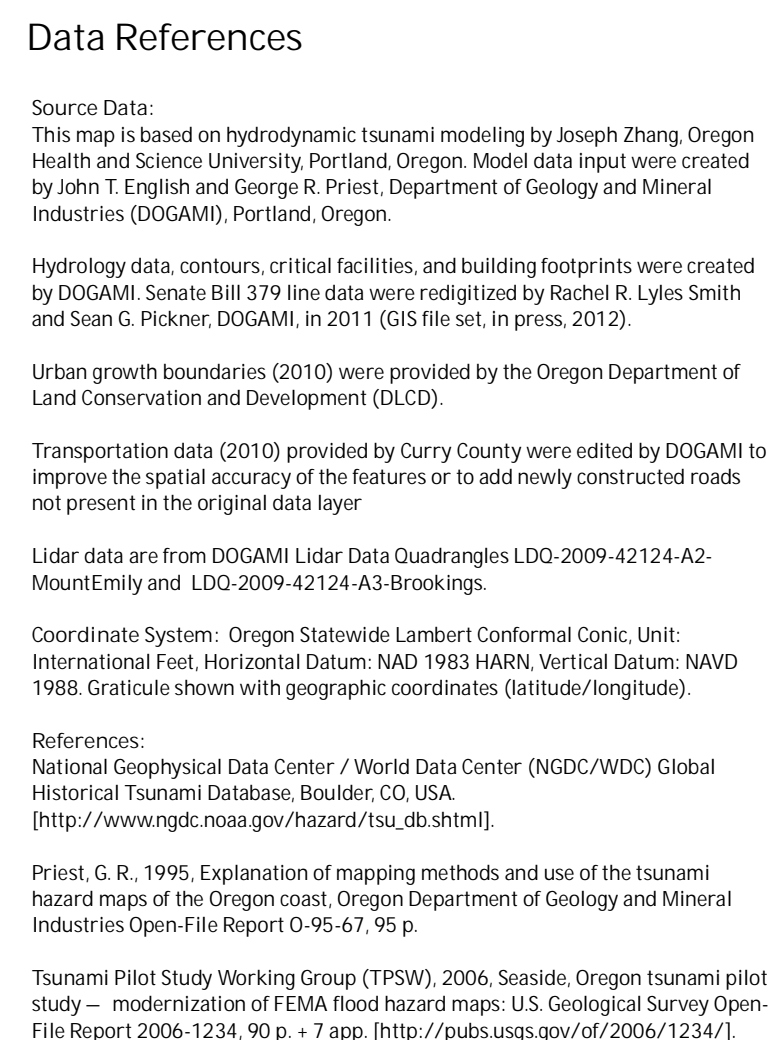 Data References
Source Data:
This map is based on hydrodynamic tsunami modeling by Joseph Zhang, Oregon
Health and Science University, Portland, Oregon. Model data input were created
by John T. English and George R. Priest, Department of Geology and Mineral
Industries (DOGAMI), Portland, Oregon.
Hydrology data, contours, critical facilities, and building footprints were created
by DOGAMI. Senate Bill 379 line data were redigitized by Rachel R. Lyles Smith
and Sean G. Pickner, DOGAMI, in 2011 (GIS file set, in press, 2012).
Urban growth boundaries (2010) were provided by the Oregon Department of
Land Conservation and Development (DLCD).
Transportation data (2010) provided by Curry County were edited by DOGAMI to
improve the spatial accuracy of the features or to add newly constructed roads
not present in the original data layer
Lidar data are from DOGAMI Lidar Data Quadrangles LDQ-2009-42124-A2-
MountEmily and LDQ-2009-42124-A3-Brookings.
Coordinate System: Oregon Statewide Lambert Conformal Conic, Unit:
International Feet, Horizontal Datum: NAD 1983 HARN, Vertical Datum: NAVD
1988. Graticule shown with geographic coordinates (latitude/longitude).
References:
National Geophysical Data Center / World Data Center (NGDC/WDC) Global
Historical Tsunami Database, Boulder, CO, USA.
[http://www.ngdc.noaa.gov/hazard/tsu_db.shtml].
Priest, G. R., 1995, Explanation of mapping methods and use of the tsunami
hazard maps of the Oregon coast, Oregon Department of Geology and Mineral
Industries Open-File Report O-95-67, 95 p.
Tsunami Pilot Study Working Group (TPSW), 2006, Seaside, Oregon tsunami pilot
study — modernization of FEMA flood hazard maps: U.S. Geological Survey Open-
File Report 2006-1234, 90 p. + 7 app. [http://pubs.usgs.gov/of/2006/1234/].